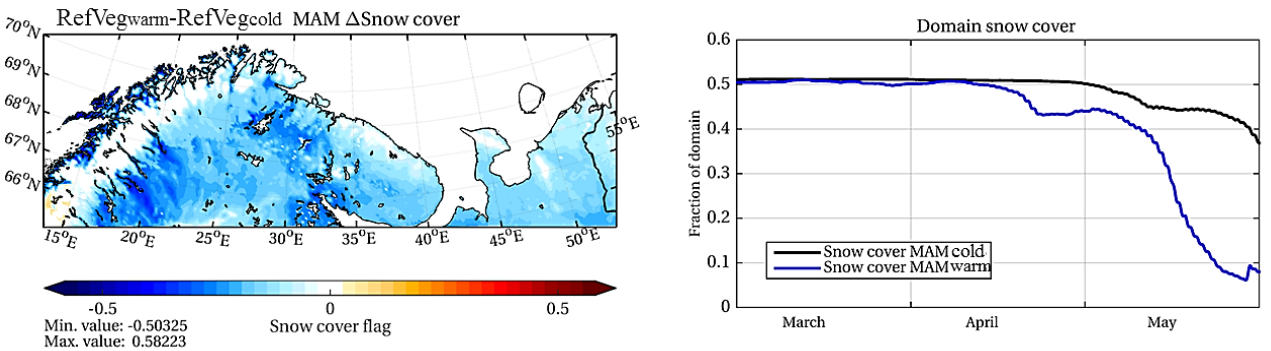 RefVegwarm-RefVegcold MAM ΔSnow cover
70°N
69°N
68°N
67°N
66°N
15°E 20°E 25°E 30°E 35°E 40°E 45°E 50°E
55°E
-0.5 0 0.5
Snow cover flag
Min. value: -0.50325
Max. value: 0.58223
Domain snow cover
Fraction of domain
0.6
0.5
0.4
0.3
0.2
0.1
0
Snow cover MAM cold
Snow cover MAM warm
March April May